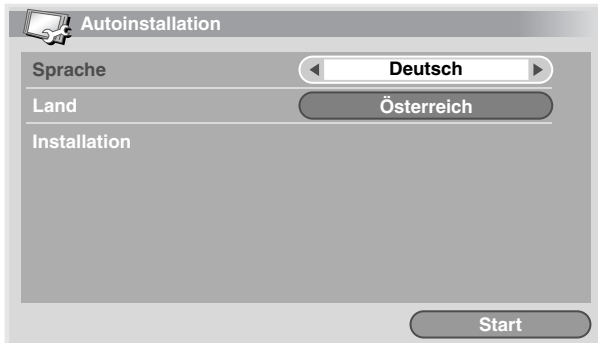 Autoinstallation
Sprache Deutsch
Land Österreich
Installation
Start